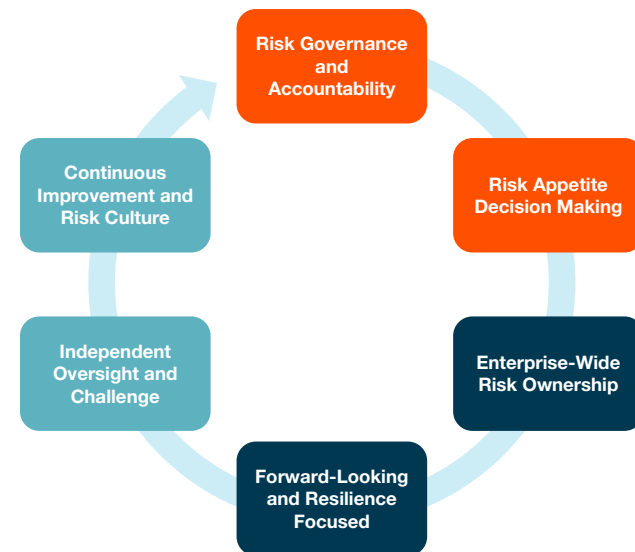 Risk Governance
and
Accountability
Risk Appetite
Decision Making
Enterprise-Wide
Risk Ownership
Forward-Looking
and Resilience
Focused
Independent
Oversight and
Challenge
Continuous
Improvement and
Risk Culture